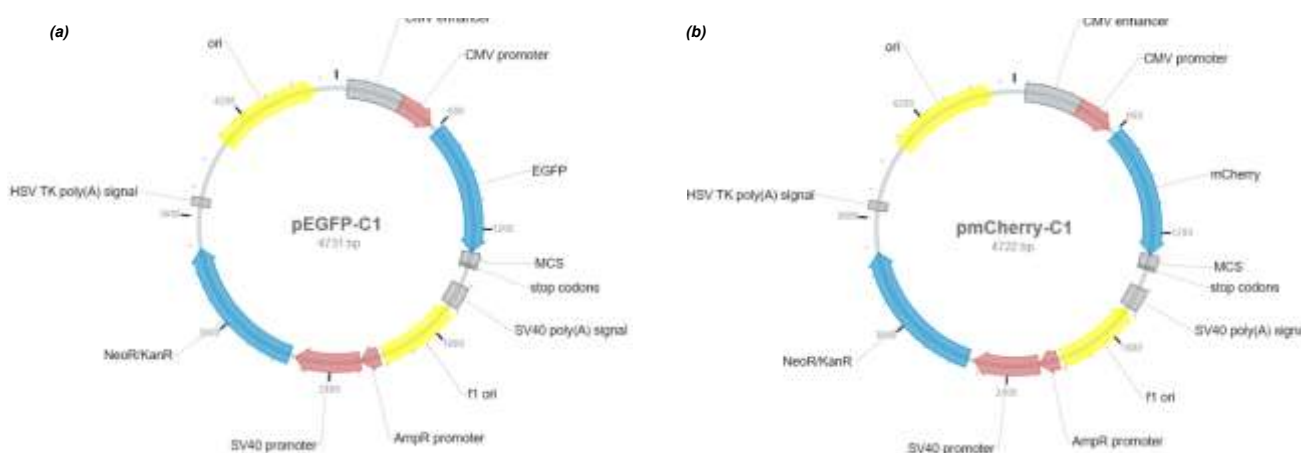 (a)
CMV enhancer
ori
CMV promoter
EGFP
HSV TK poly(A) signal
pEGFP-C1
4731 bp
MCS
stop codons
SV40 poly(A) signal
NeoR/KanR
f1 ori
AmpR promoter
SV40 promoter
(b)
CMV enhancer
ori
CMV promoter
mCherry
HSV TK poly(A) signal
pmCherry-C1
4722 bp
MCS
stop codons
SV40 poly(A) signa
NeoR/KanR
f1 ori
AmpR promoter
SV40 promoter